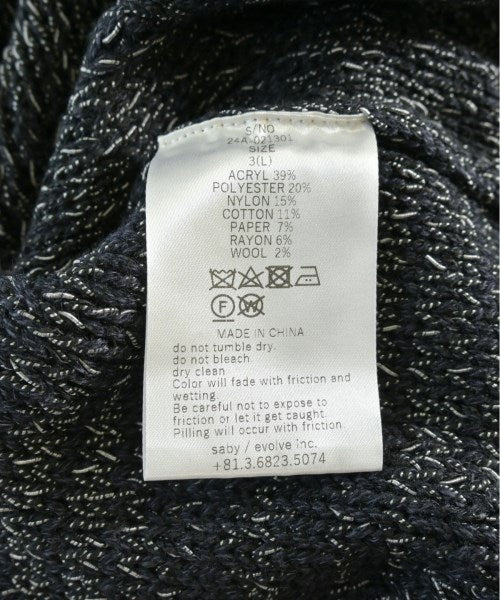 S/NO
24A-021301
SIZE
3(L)
ACRYL 39%
POLYESTER 20%
NYLON 15%
COTTON 11%
PAPER 7%
RAYON 6%
WOOL 2%
F W
MADE IN CHINA
do not tumble dry.
do not bleach.
dry clean
Color will fade with friction and
wetting.
Be careful not to expose to
friction or let it get caught.
Pilling will occur with friction.
saby / evolve inc.
+81.3.6823.5074